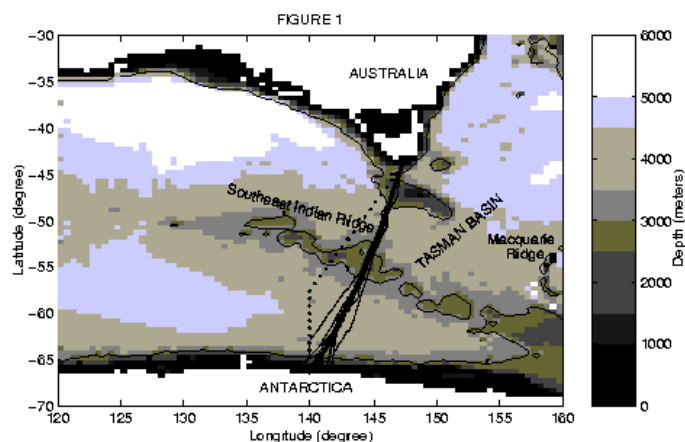 FIGURE 1
AUSTRALIA
Southeast Indian Ridge
TASMAN BASIN
Macquarie
Ridge
ANTARCTICA
Latitude (degree)
-30
-35
-40
-45
-50
-55
-60
-65
-70
120
125
130
135
140
145
150
155
160
Longitude (degree)
6000
5000
4000
3000
2000
1000
0
Depth (meters)